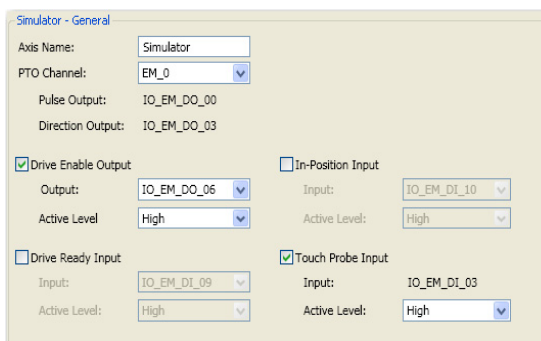 Simulator - General
Axis Name: Simulator
PTO Channel: EM_0
Pulse Output: IO_EM_DO_00
Direction Output: IO_EM_DO_03
Drive Enable Output
Output: IO_EM_DO_06
Active Level High
In-Position Input
Input: IO_EM_DI_10
Active Level: High
Drive Ready Input
Input: IO_EM_DI_09
Active Level: High
Touch Probe Input
Input: IO_EM_DI_03
Active Level: High